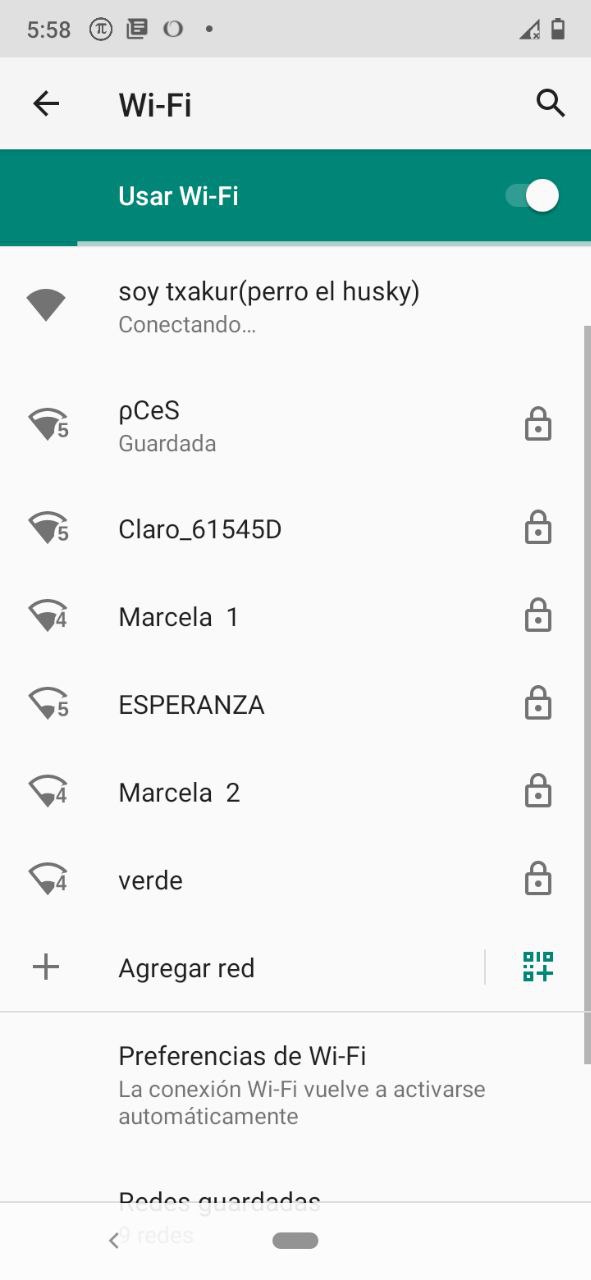 5:58
Wi-Fi
Usar Wi-Fi
soy txakur(perro el husky)
Conectando…
ρCeS
Guardada
5
Claro_61545D
5
Marcela  1
4
ESPERANZA
5
Marcela  2
4
verde
4
Agregar red
Preferencias de Wi-Fi
La conexión Wi-Fi vuelve a activarse
automáticamente
Redes guardadas
9 redes